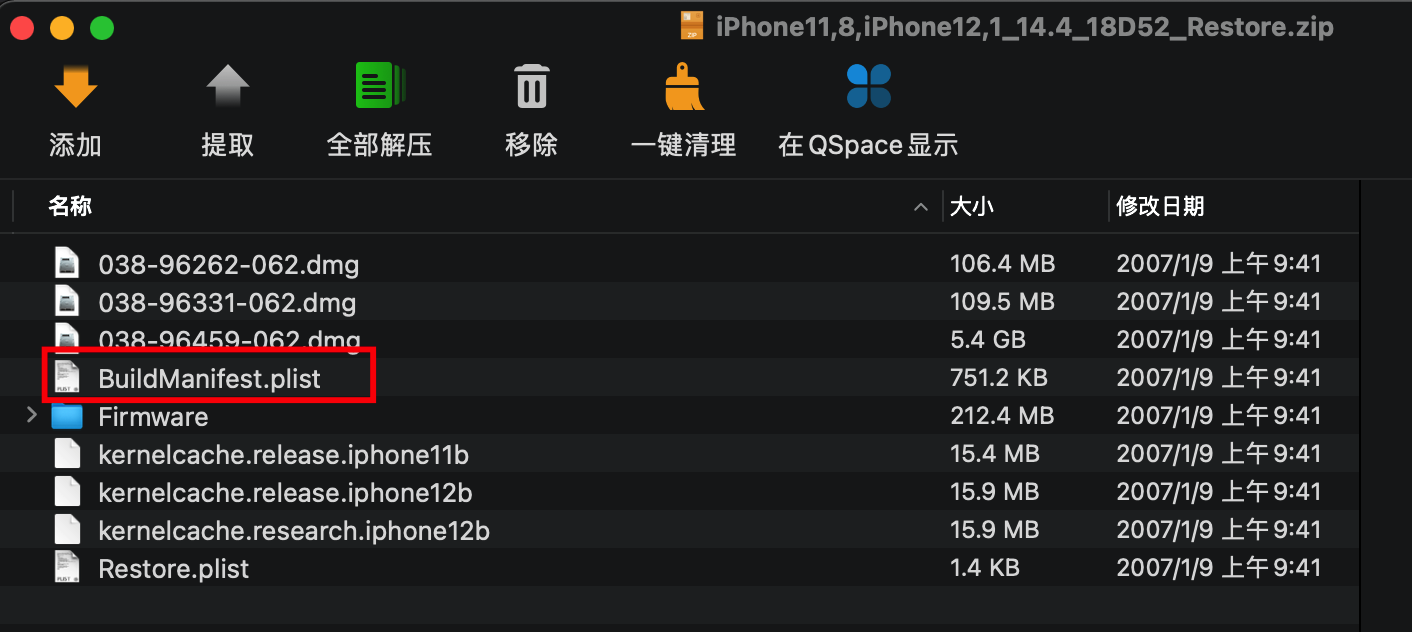 iPhone11,8,iPhone12,1_14.4_18D52_Restore.zip
添加 提取 全部解压 移除 一键清理 在QSpace显示
名称 大小 修改日期
038-96262-062.dmg 106.4 MB 2007/1/9 上午9:41
038-96331-062.dmg 109.5 MB 2007/1/9 上午9:41
038-96459-062.dmg 5.4 GB 2007/1/9 上午9:41
BuildManifest.plist 751.2 KB 2007/1/9 上午9:41
Firmware 212.4 MB 2007/1/9 上午9:41
kernelcache.release.iphone11b 15.4 MB 2007/1/9 上午9:41
kernelcache.release.iphone12b 15.9 MB 2007/1/9 上午9:41
kernelcache.research.iphone12b 15.9 MB 2007/1/9 上午9:41
Restore.plist 1.4 KB 2007/1/9 上午9:41